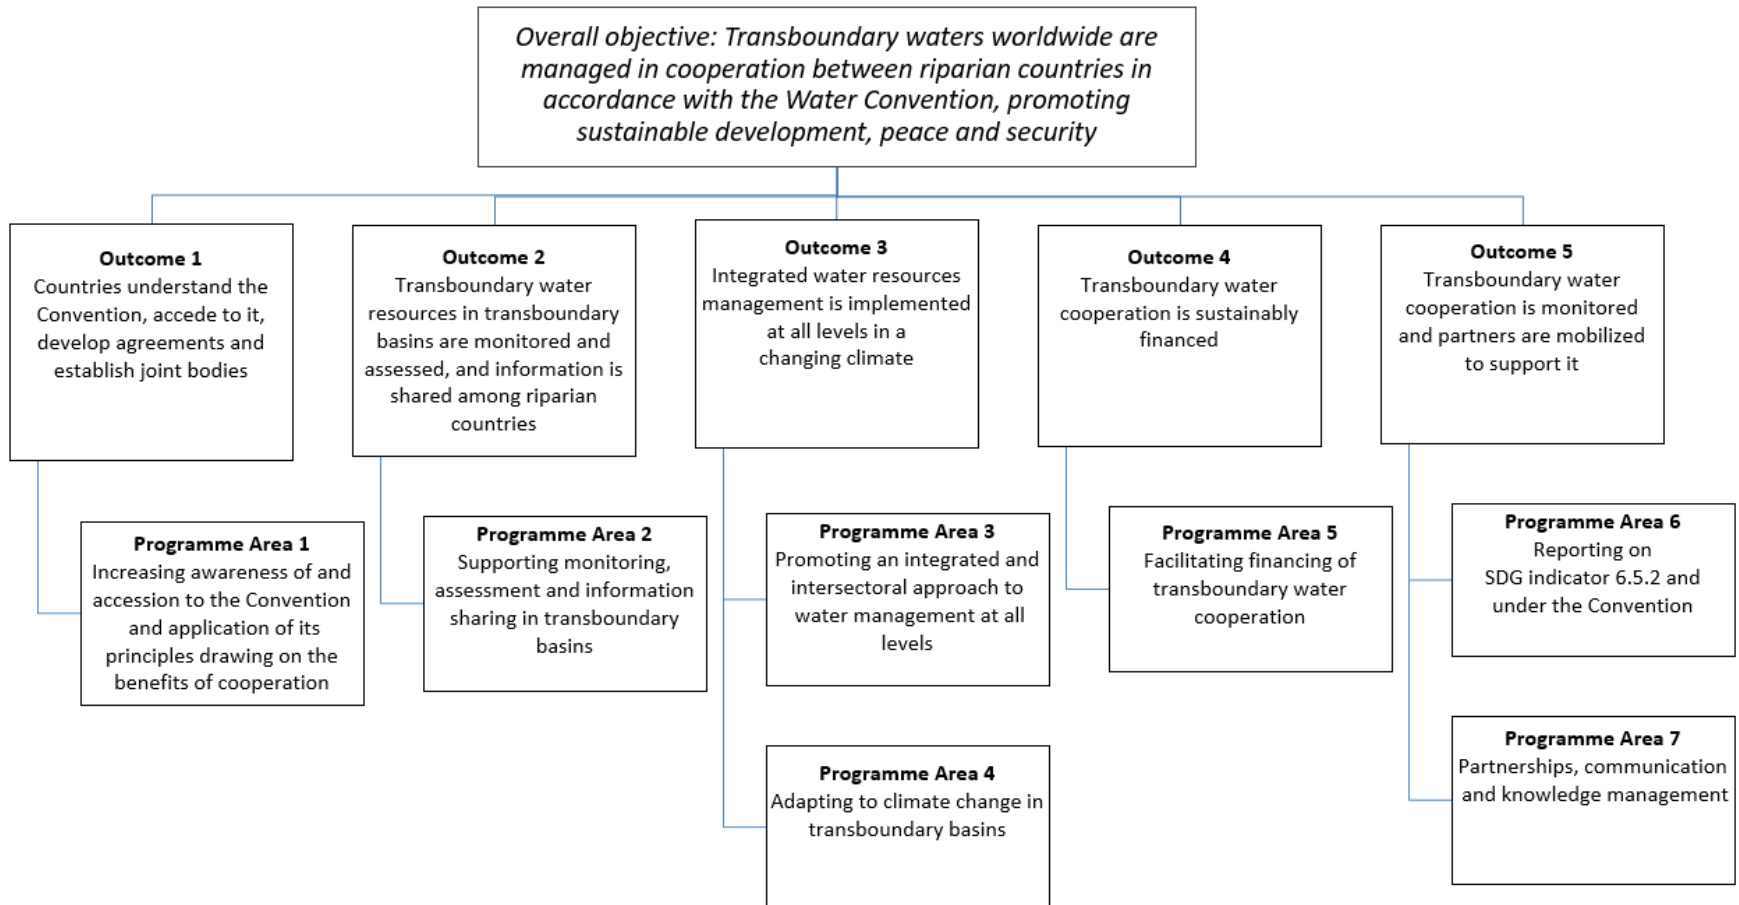 Overall objective: Transboundary waters worldwide are
managed in cooperation between riparian countries in
accordance with the Water Convention, promoting
sustainable development, peace and security
Outcome 1
Countries understand the
Convention, accede to it,
develop agreements and
establish joint bodies
Outcome 2
Transboundary water
resources in transboundary
basins are monitored and
assessed, and information is
shared among riparian
countries
Outcome 3
Integrated water resources
management is implemented
at all levels in a
changing climate
Outcome 4
Transboundary water
cooperation is sustainably
financed
Outcome 5
Transboundary water
cooperation is monitored
and partners are mobilized
to support it
Programme Area 1
Increasing awareness of and
accession to the Convention
and application of its
principles drawing on the
benefits of cooperation
Programme Area 2
Supporting monitoring,
assessment and information
sharing in transboundary
basins
Programme Area 3
Promoting an integrated and
intersectoral approach to
water management at all
levels
Programme Area 4
Adapting to climate change in
transboundary basins
Programme Area 5
Facilitating financing of
transboundary water
cooperation
Programme Area 6
Reporting on
SDG indicator 6.5.2 and
under the Convention
Programme Area 7
Partnerships, communication
and knowledge management